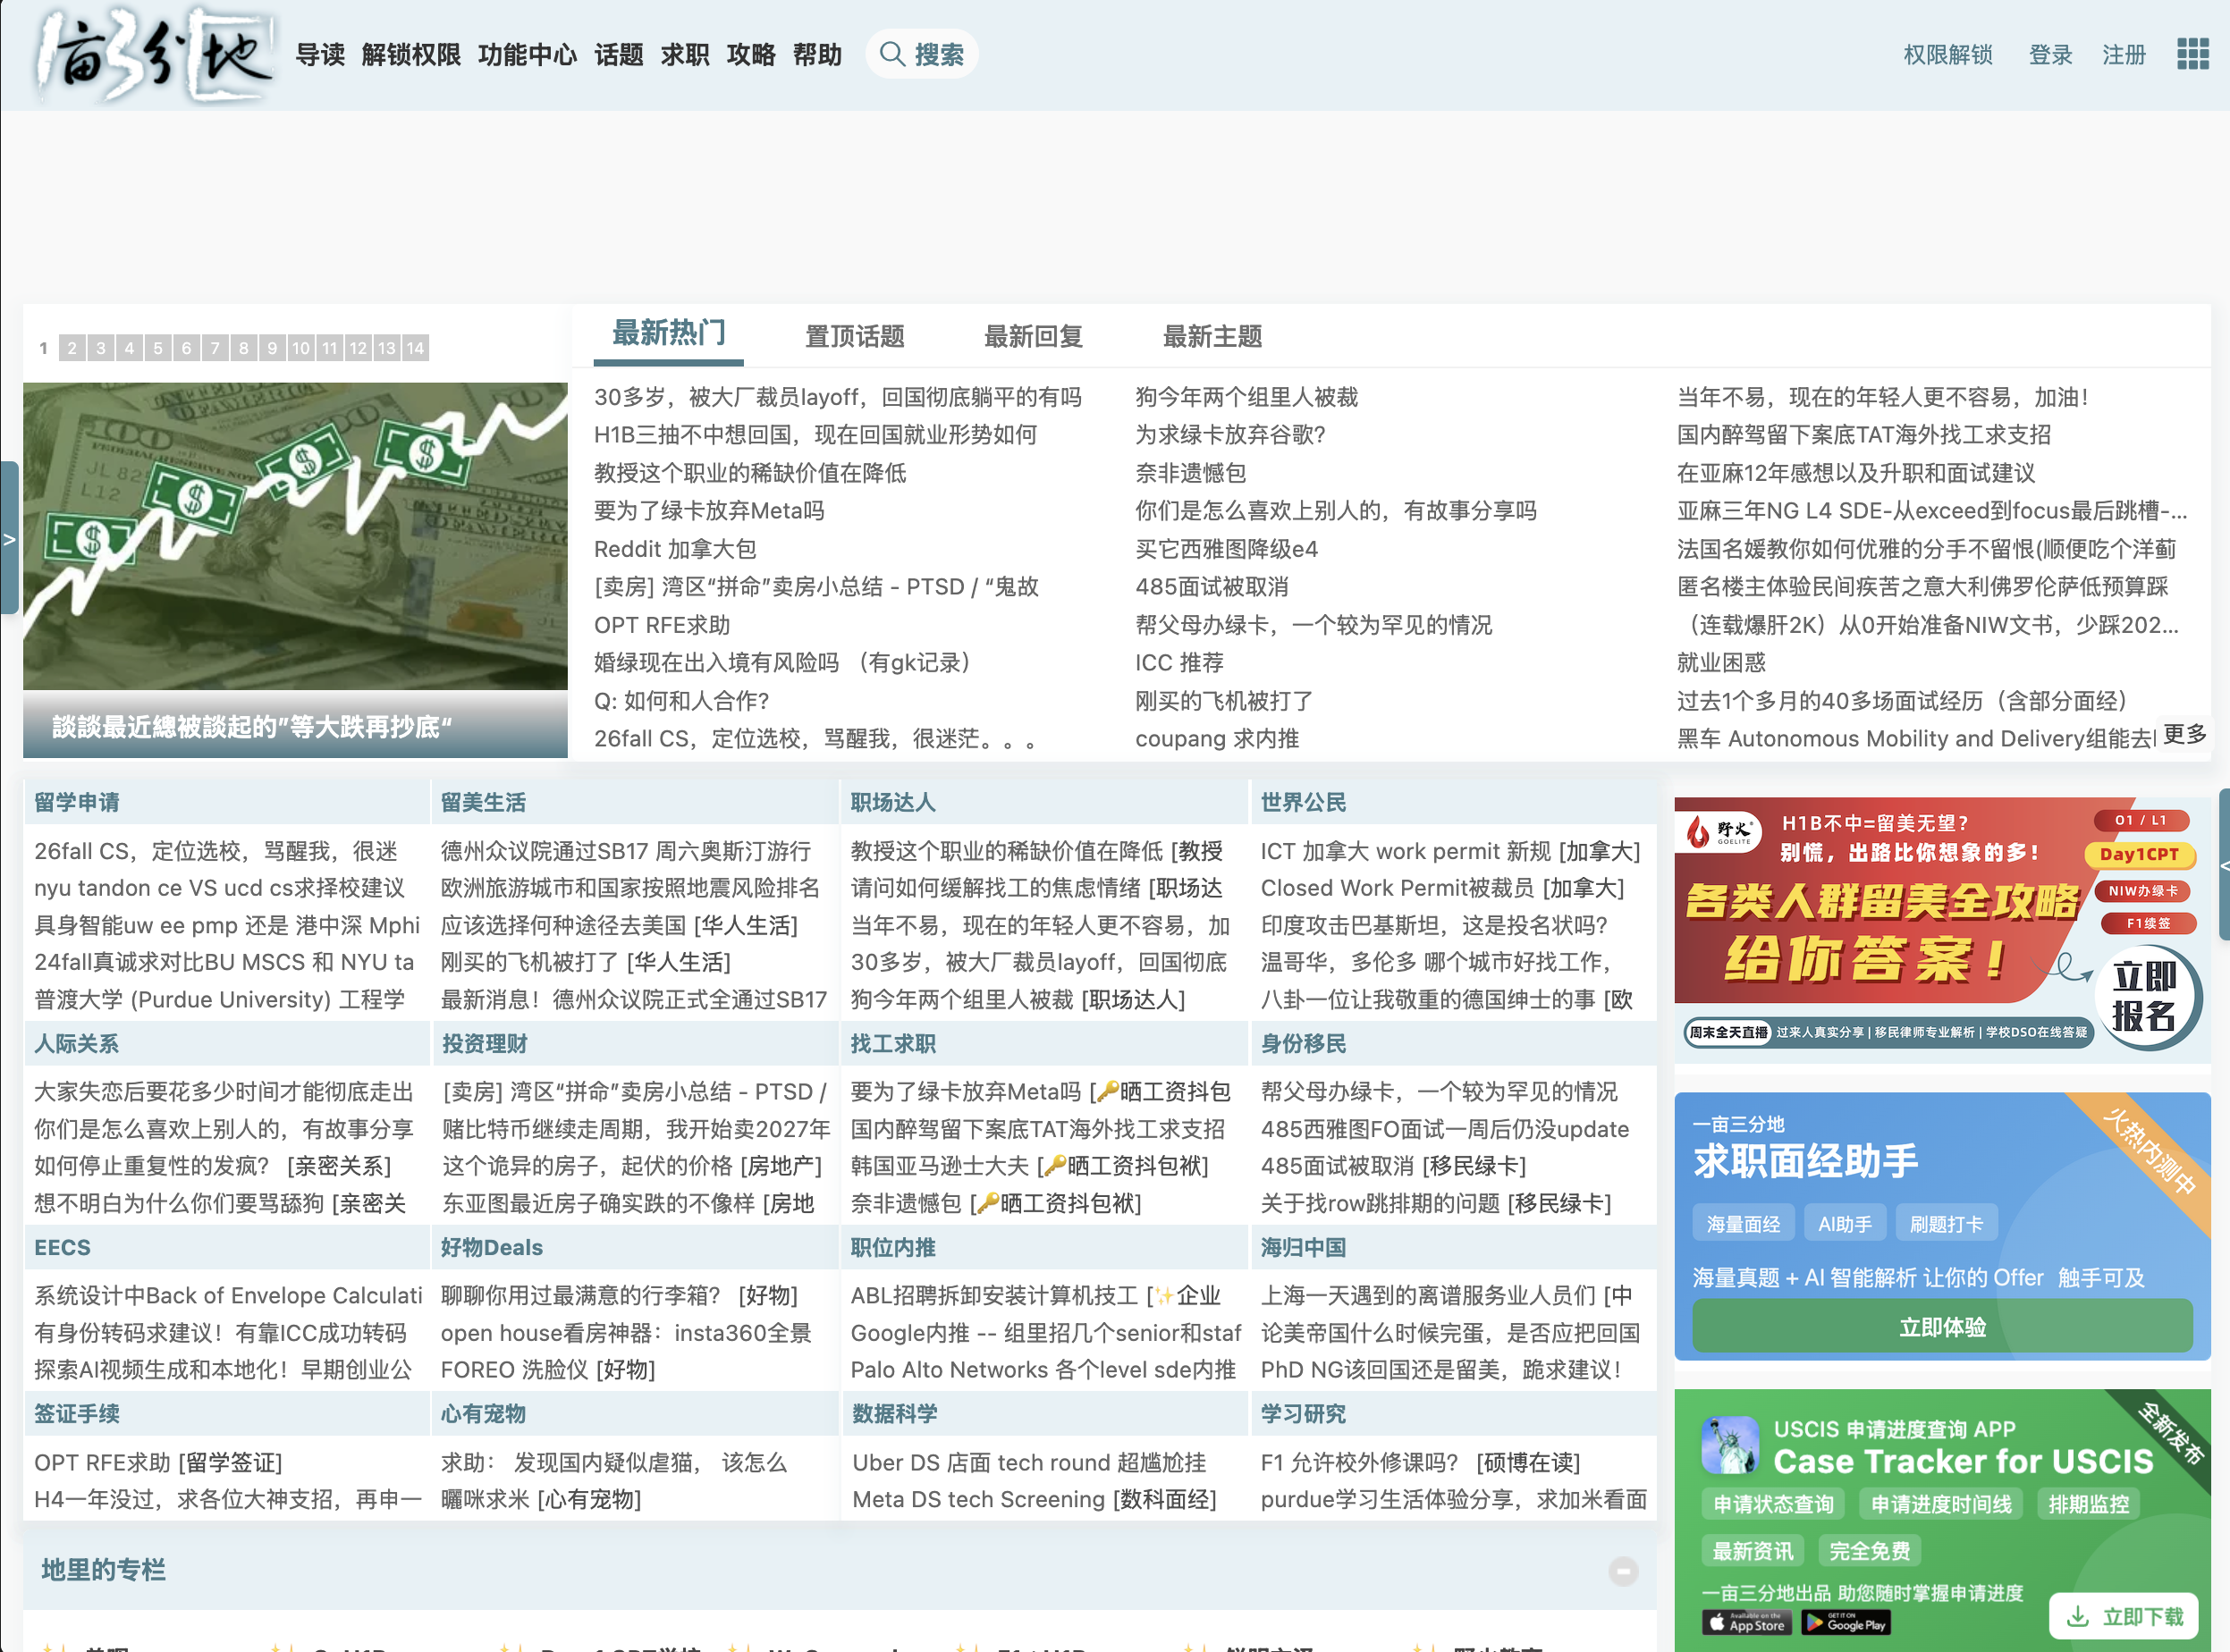 亩3分地
导读 解锁权限 功能中心 话题 求职 攻略 帮助 搜索
权限解锁 登录 注册
1 2 3 4 5 6 7 8 9 10 11 12 13 14
談談最近總被談起的”等大跌再抄底“
最新热门 置顶话题 最新回复 最新主题
30多岁，被大厂裁员layoff，回国彻底躺平的有吗
H1B三抽不中想回国，现在回国就业形势如何
教授这个职业的稀缺价值在降低
要为了绿卡放弃Meta吗
Reddit 加拿大包
[卖房] 湾区“拼命”卖房小总结 - PTSD / “鬼故
OPT RFE求助
婚绿现在出入境有风险吗 （有gk记录）
Q: 如何和人合作?
26fall CS，定位选校，骂醒我，很迷茫。。。
狗今年两个组里人被裁
为求绿卡放弃谷歌?
奈非遗憾包
你们是怎么喜欢上别人的，有故事分享吗
买它西雅图降级e4
485面试被取消
帮父母办绿卡，一个较为罕见的情况
ICC 推荐
刚买的飞机被打了
coupang 求内推
当年不易，现在的年轻人更不容易，加油！
国内醉驾留下案底TAT海外找工求支招
在亚麻12年感想以及升职和面试建议
亚麻三年NG L4 SDE-从exceed到focus最后跳槽-...
法国名媛教你如何优雅的分手不留恨(顺便吃个洋蓟
匿名楼主体验民间疾苦之意大利佛罗伦萨低预算踩
（连载爆肝2K）从0开始准备NIW文书，少踩202...
就业困惑
过去1个多月的40多场面试经历（含部分面经）
黑车 Autonomous Mobility and Delivery组能去
更多
留学申请
26fall CS，定位选校，骂醒我，很迷
nyu tandon ce VS ucd cs求择校建议
具身智能uw ee pmp 还是 港中深 Mphi
24fall真诚求对比BU MSCS 和 NYU ta
普渡大学 (Purdue University) 工程学
留美生活
德州众议院通过SB17 周六奥斯汀游行
欧洲旅游城市和国家按照地震风险排名
应该选择何种途径去美国 [华人生活]
刚买的飞机被打了 [华人生活]
最新消息！德州众议院正式全通过SB17
职场达人
教授这个职业的稀缺价值在降低 [教授
请问如何缓解找工的焦虑情绪 [职场达
当年不易，现在的年轻人更不容易，加
30多岁，被大厂裁员layoff，回国彻底
狗今年两个组里人被裁 [职场达人]
世界公民
ICT 加拿大 work permit 新规 [加拿大]
Closed Work Permit被裁员 [加拿大]
印度攻击巴基斯坦，这是投名状吗?
温哥华，多伦多 哪个城市好找工作，
八卦一位让我敬重的德国绅士的事 [欧
人际关系
大家失恋后要花多少时间才能彻底走出
你们是怎么喜欢上别人的，有故事分享
如何停止重复性的发疯？ [亲密关系]
想不明白为什么你们要骂舔狗 [亲密关
投资理财
[卖房] 湾区“拼命”卖房小总结 - PTSD /
赌比特币继续走周期，我开始卖2027年
这个诡异的房子，起伏的价格 [房地产]
东亚图最近房子确实跌的不像样 [房地
找工求职
要为了绿卡放弃Meta吗 [🔑晒工资抖包
国内醉驾留下案底TAT海外找工求支招
韩国亚马逊士大夫 [🔑晒工资抖包袱]
奈非遗憾包 [🔑晒工资抖包袱]
身份移民
帮父母办绿卡，一个较为罕见的情况
485西雅图FO面试一周后仍没update
485面试被取消 [移民绿卡]
关于找row跳排期的问题 [移民绿卡]
EECS
系统设计中Back of Envelope Calculati
有身份转码求建议！有靠ICC成功转码
探索AI视频生成和本地化！早期创业公
好物Deals
聊聊你用过最满意的行李箱？ [好物]
open house看房神器：insta360全景
FOREO 洗脸仪 [好物]
职位内推
ABL招聘拆卸安装计算机技工 [✨企业
Google内推 -- 组里招几个senior和staf
Palo Alto Networks 各个level sde内推
海归中国
上海一天遇到的离谱服务业人员们 [中
论美帝国什么时候完蛋，是否应把回国
PhD NG该回国还是留美，跪求建议！
签证手续
OPT RFE求助 [留学签证]
H4一年没过，求各位大神支招，再申一
心有宠物
求助： 发现国内疑似虐猫， 该怎么
曬咪求米 [心有宠物]
数据科学
Uber DS 店面 tech round 超尴尬挂
Meta DS tech Screening [数科面经]
学习研究
F1 允许校外修课吗？ [硕博在读]
purdue学习生活体验分享，求加米看面
地里的专栏
野火
GOELITE
H1B不中=留美无望？
别慌，出路比你想象的多！
各类人群留美全攻略
给你答案！
O1 / L1
Day1CPT
NIW办绿卡
F1续签
立即
报名
周末全天直播 过来人真实分享 | 移民律师专业解析 | 学校DSO在线答疑
一亩三分地
求职面经助手
火热内测中
海量面经 AI助手 刷题打卡
海量真题 + AI 智能解析 让你的 Offer 触手可及
立即体验
USCIS 申请进度查询 APP
Case Tracker for USCIS
全新发布
申请状态查询 申请进度时间线 排期监控
最新资讯 完全免费
一亩三分地出品 助您随时掌握申请进度
Available on the App Store GET IT ON Google Play
立即下载